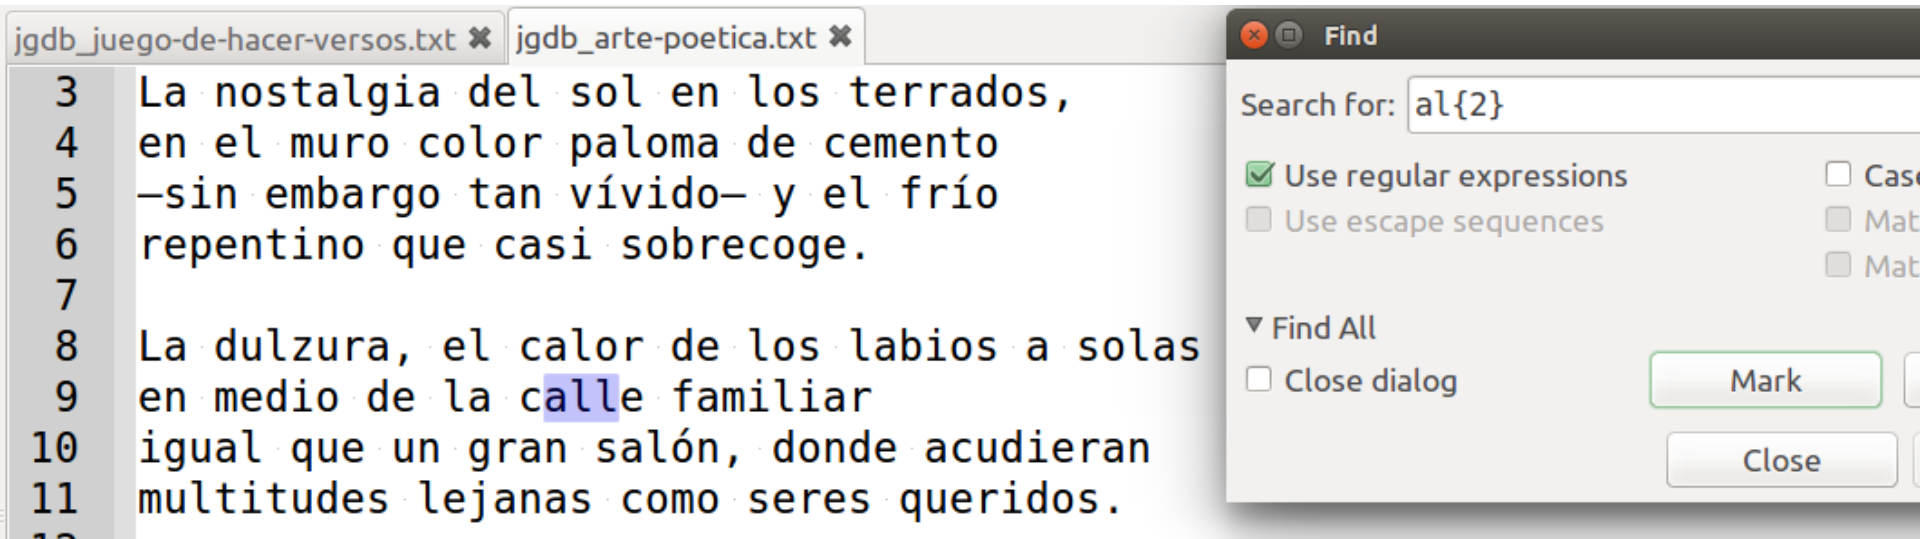 jgdb_juego-de-hacer-versos.txt ✖ jgdb_arte-poetica.txt ✖
3 La nostalgia del sol en los terrados,
4 en el muro color paloma de cemento
5 —sin embargo tan vívido— y el frío
6 repentino que casi sobrecoge.
7
8 La dulzura, el calor de los labios a solas
9 en medio de la calle familiar
10 igual que un gran salón, donde acudieran
11 multitudes lejanas como seres queridos.
Find
Search for: al{2}
Use regular expressions
Use escape sequences
Find All
Close dialog
Mark
Close